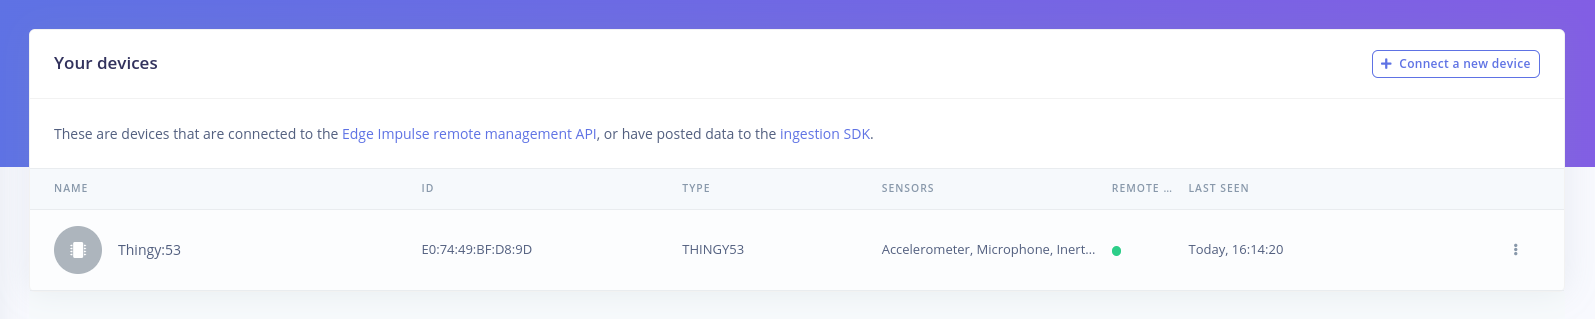 Your devices
+ Connect a new device
These are devices that are connected to the Edge Impulse remote management API, or have posted data to the ingestion SDK.
NAME ID TYPE SENSORS REMOTE ... LAST SEEN
Thingy:53 E0:74:49:BF:D8:9D THINGY53 Accelerometer, Microphone, Inert... Today, 16:14:20